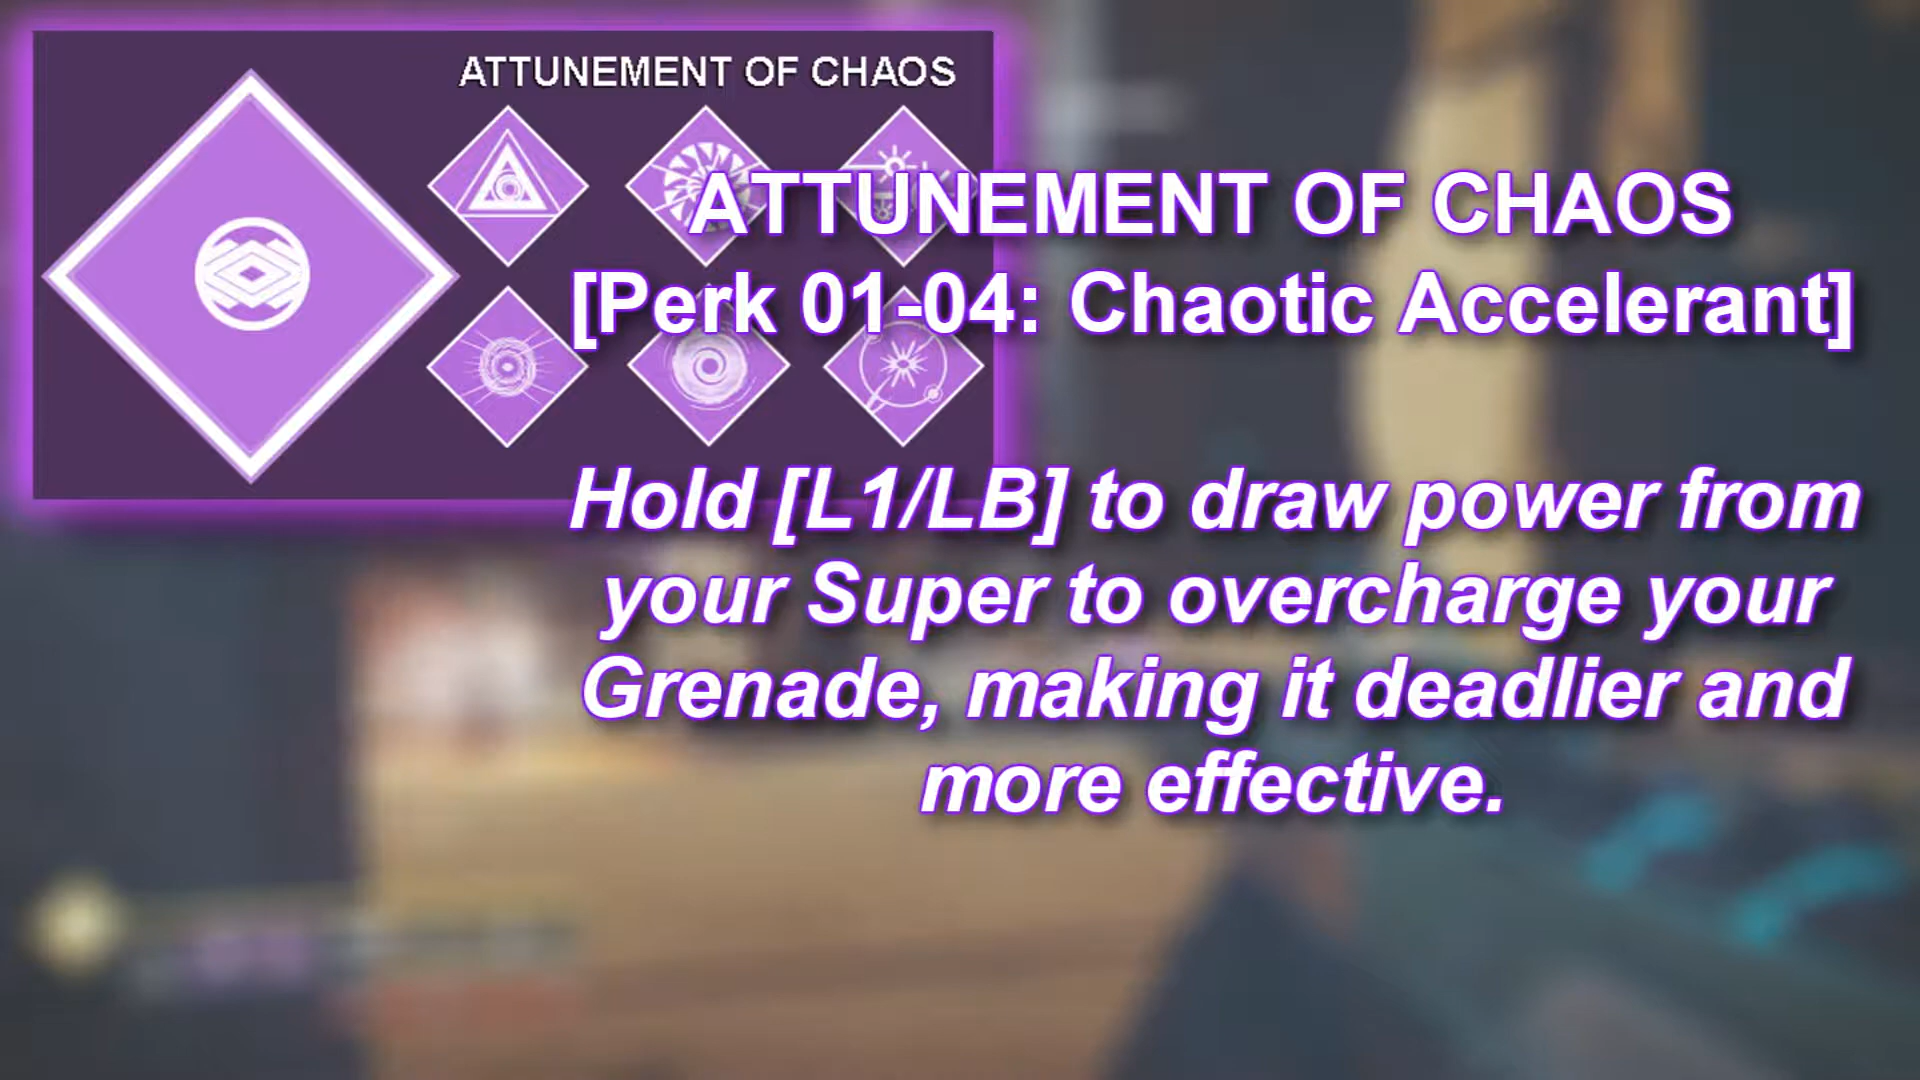 ATTUNEMENT OF CHAOS
ATTUNEMENT OF CHAOS
[Perk 01-04: Chaotic Accelerant]
Hold [L1/LB] to draw power from
your Super to overcharge your
Grenade, making it deadlier and
more effective.